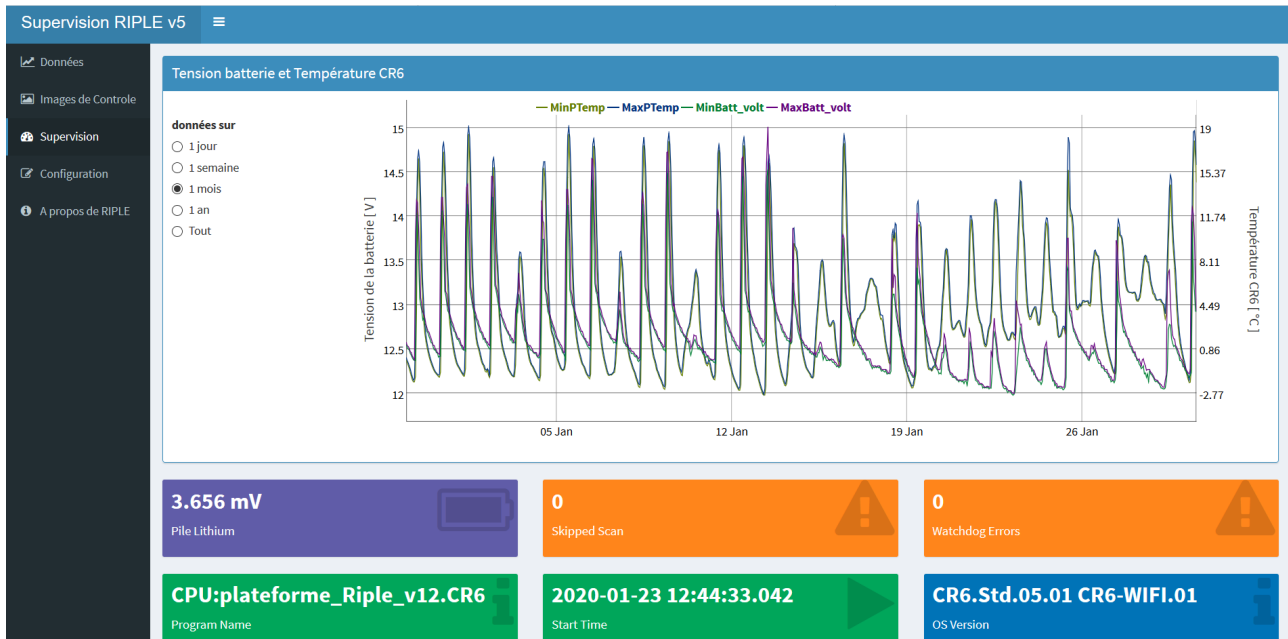 Supervision RIPLE v5
Données
Images de Controle
Supervision
Configuration
A propos de RIPLE
Tension batterie et Température CR6
données sur
1 jour
1 semaine
1 mois
1 an
Tout
MinPTemp MaxPTemp MinBatt_volt MaxBatt_volt
Tension de la batterie [ V ]
15
14.5
14
13.5
13
12.5
12
19
15.37
11.74
8.11
4.49
0.86
-2.77
Température CR6 [ °C ]
05 Jan 12 Jan 19 Jan 26 Jan
3.656 mV
Pile Lithium
0
Skipped Scan
0
Watchdog Errors
CPU:plateforme_Riple_v12.CR6
Program Name
2020-01-23 12:44:33.042
Start Time
CR6.Std.05.01 CR6-WIFI.01
OS Version